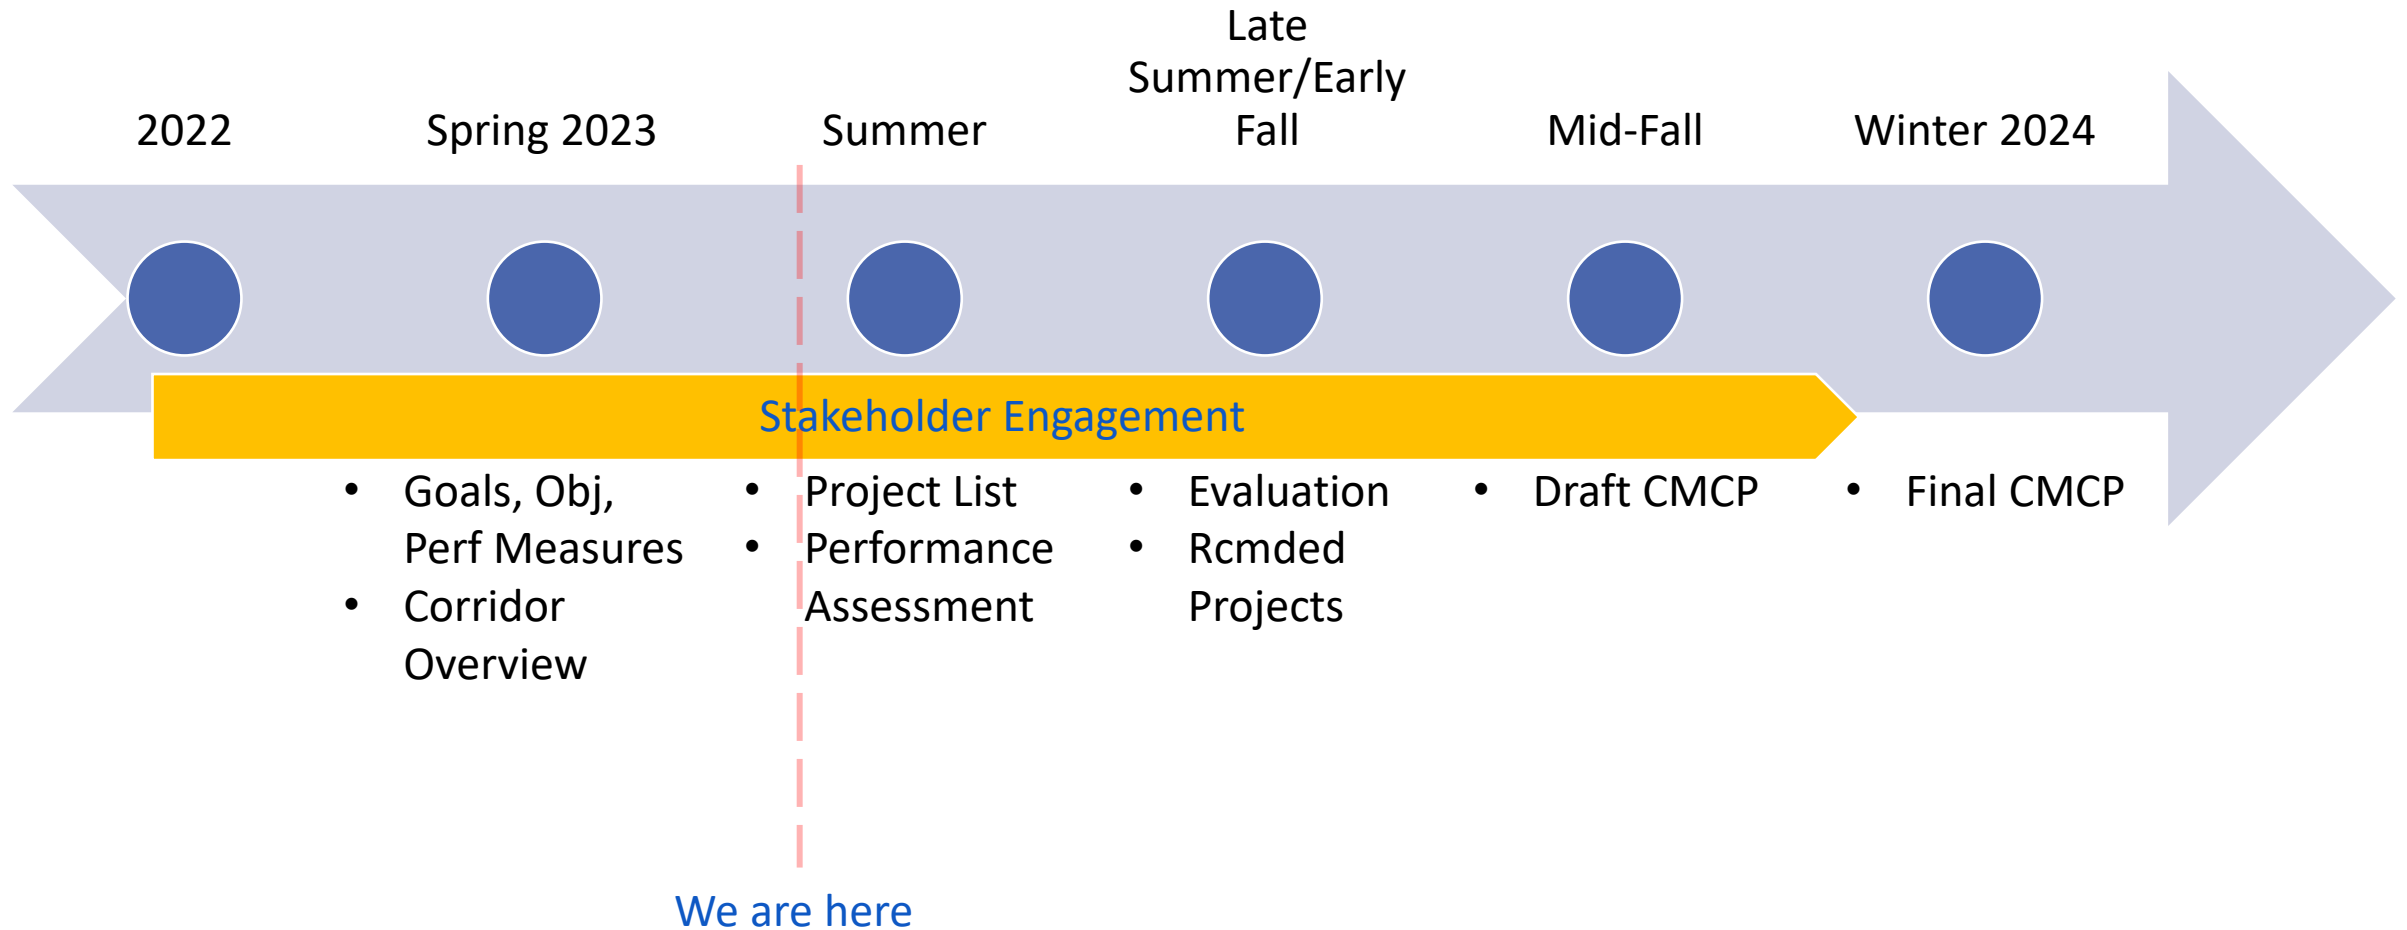 2022
Spring 2023
Summer
Late
Summer/Early
Fall
Mid-Fall
Winter 2024
Stakeholder Engagement
• Goals, Obj,
Perf Measures
• Corridor
Overview
• Project List
• Performance
Assessment
• Evaluation
• Rcmded
Projects
• Draft CMCP
• Final CMCP
We are here